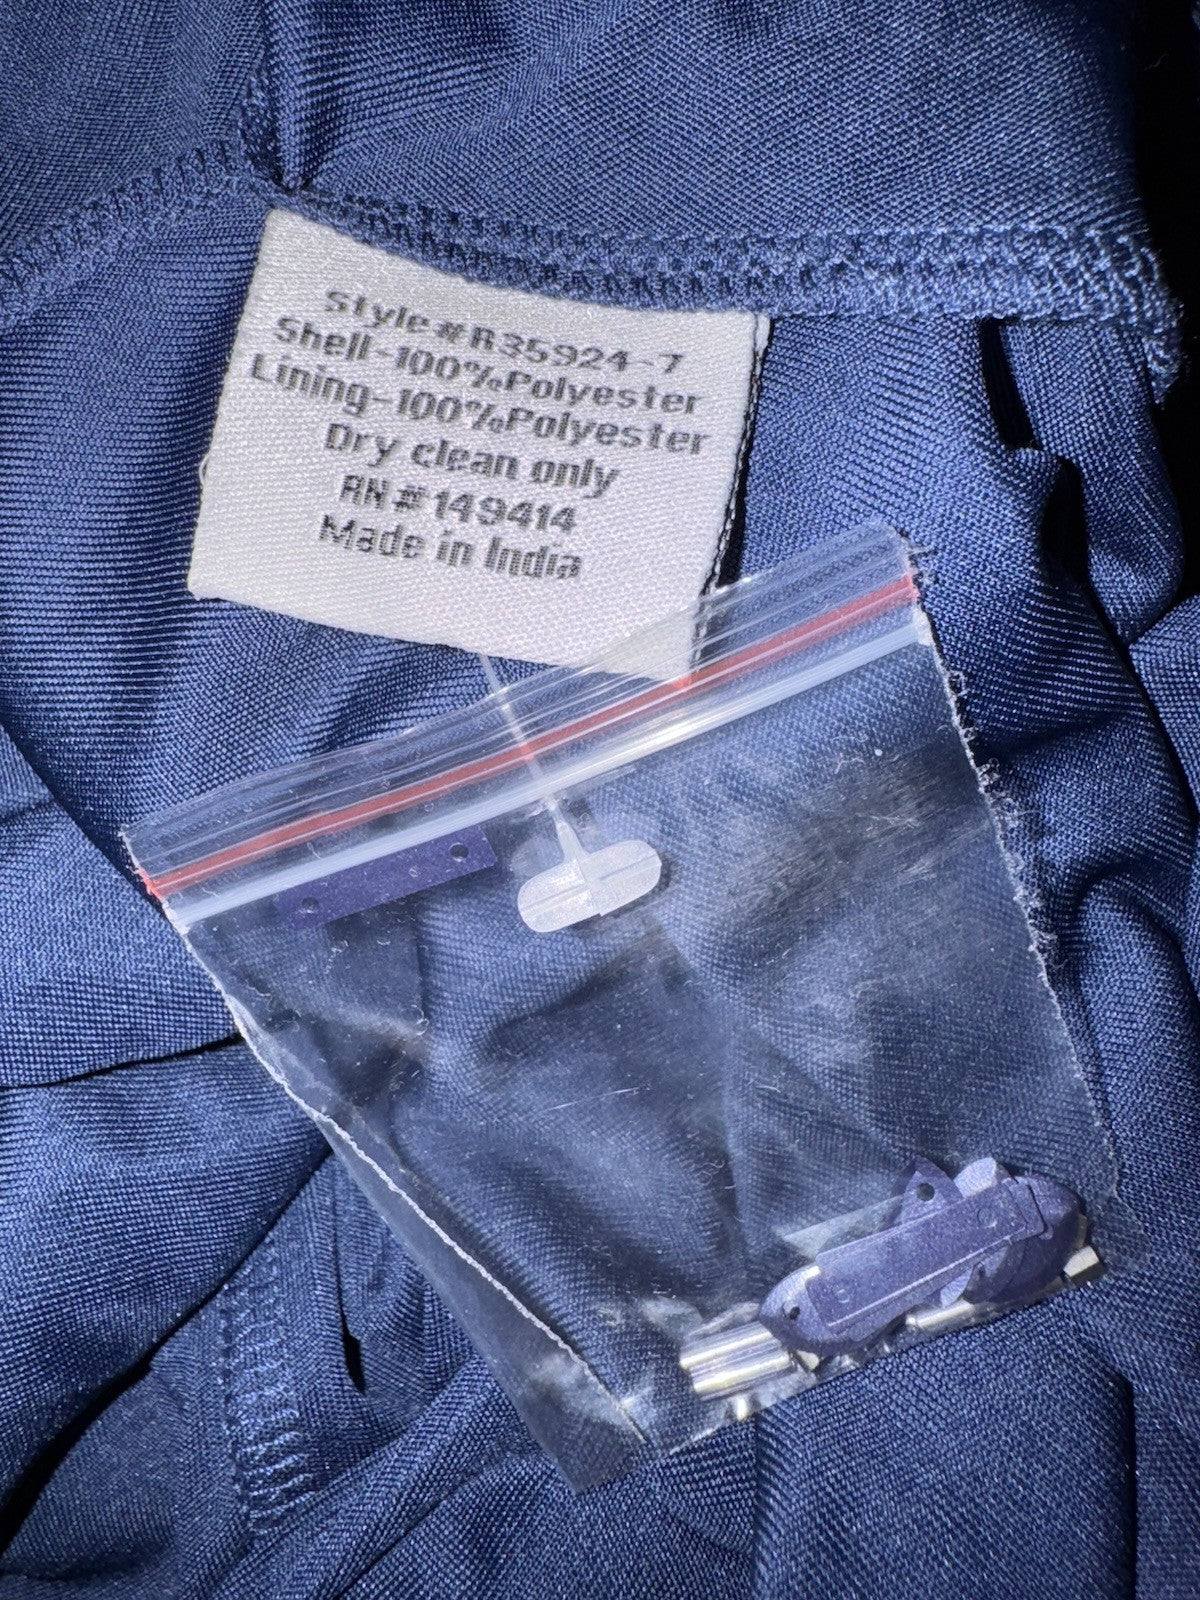 Style#R35924-7
Shell-100%Polyester
Lining-100%Polyester
Dry clean only
RN#149414
Made in India